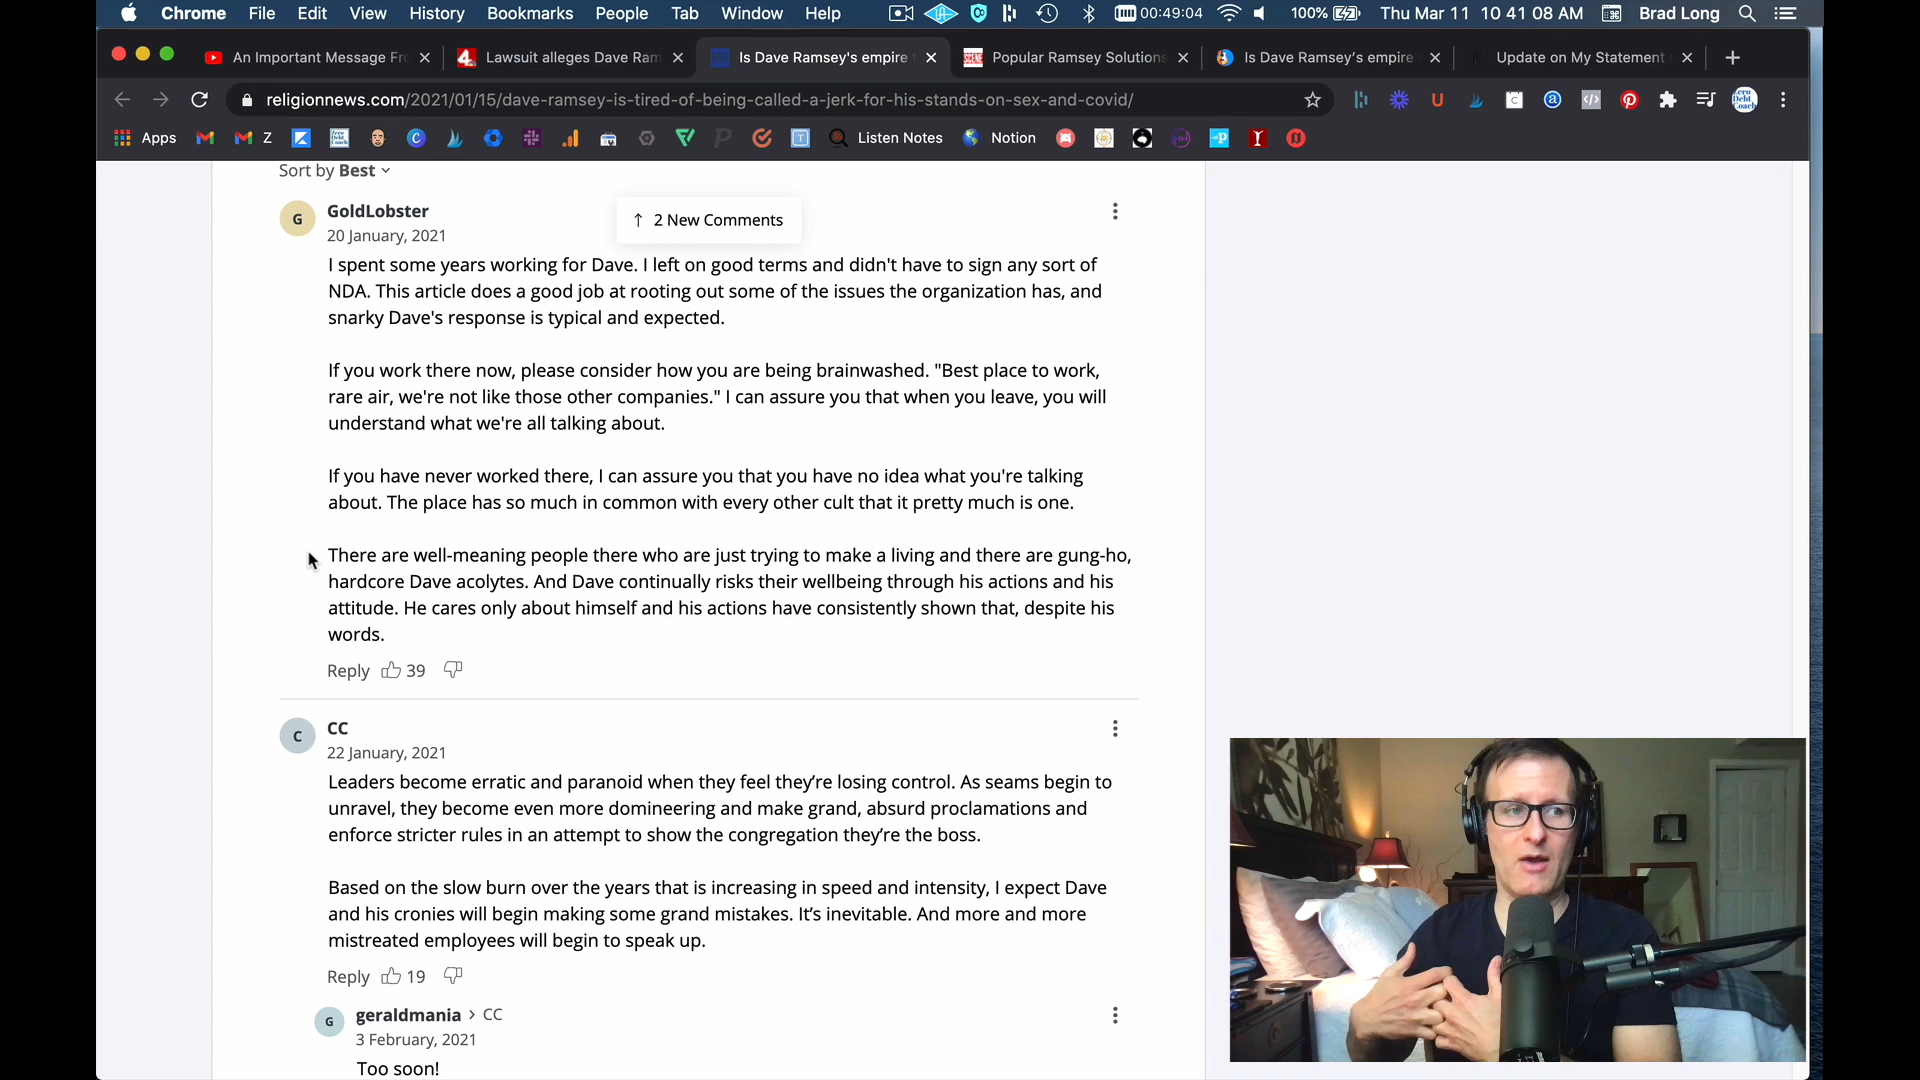 Chrome File Edit View History Bookmarks People Tab Window Help 00:49:04 100% Thu Mar 11 10 41 08 AM Brad Long
An Important Message Fr Lawsuit alleges Dave Ram Is Dave Ramsey's empire Popular Ramsey Solutions Is Dave Ramsey's empire Update on My Statement
religionnews.com/2021/01/15/dave-ramsey-is-tired-of-being-called-a-jerk-for-his-stands-on-sex-and-covid/
Apps Z Listen Notes Notion
Sort by Best
G GoldLobster
↑ 2 New Comments
20 January, 2021
I spent some years working for Dave. I left on good terms and didn't have to sign any sort of
NDA. This article does a good job at rooting out some of the issues the organization has, and
snarky Dave's response is typical and expected.
If you work there now, please consider how you are being brainwashed. "Best place to work,
rare air, we're not like those other companies." I can assure you that when you leave, you will
understand what we're all talking about.
If you have never worked there, I can assure you that you have no idea what you're talking
about. The place has so much in common with every other cult that it pretty much is one.
There are well-meaning people there who are just trying to make a living and there are gung-ho,
hardcore Dave acolytes. And Dave continually risks their wellbeing through his actions and his
attitude. He cares only about himself and his actions have consistently shown that, despite his
words.
Reply 39
C CC
22 January, 2021
Leaders become erratic and paranoid when they feel they’re losing control. As seams begin to
unravel, they become even more domineering and make grand, absurd proclamations and
enforce stricter rules in an attempt to show the congregation they’re the boss.
Based on the slow burn over the years that is increasing in speed and intensity, I expect Dave
and his cronies will begin making some grand mistakes. It’s inevitable. And more and more
mistreated employees will begin to speak up.
Reply 19
G geraldmania > CC
3 February, 2021
Too soon!